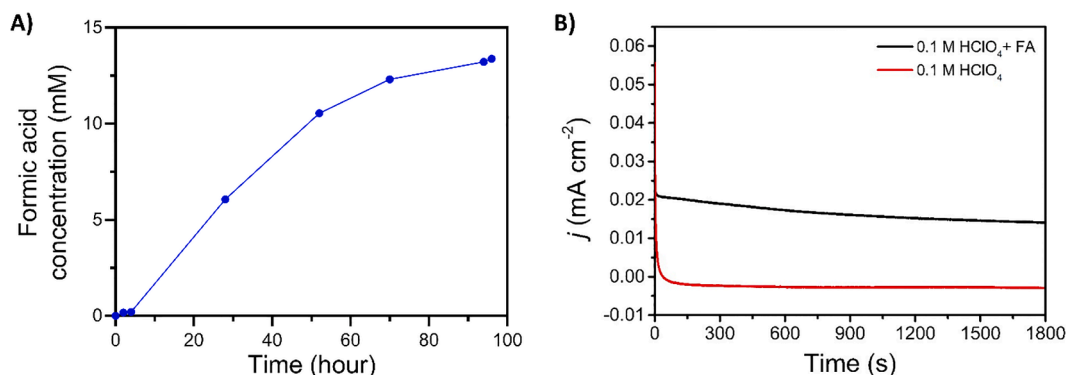 A)
Formic acid
concentration (mM)
15
10
5
0
0
20
40
60
80
100
Time (hour)
B)
j (mA cm-2)
0.06
0.05
0.04
0.03
0.02
0.01
0.00
-0.01
0.1 M HClO4+ FA
0.1 M HClO4
0
300
600
900
1200
1500
1800
Time (s)